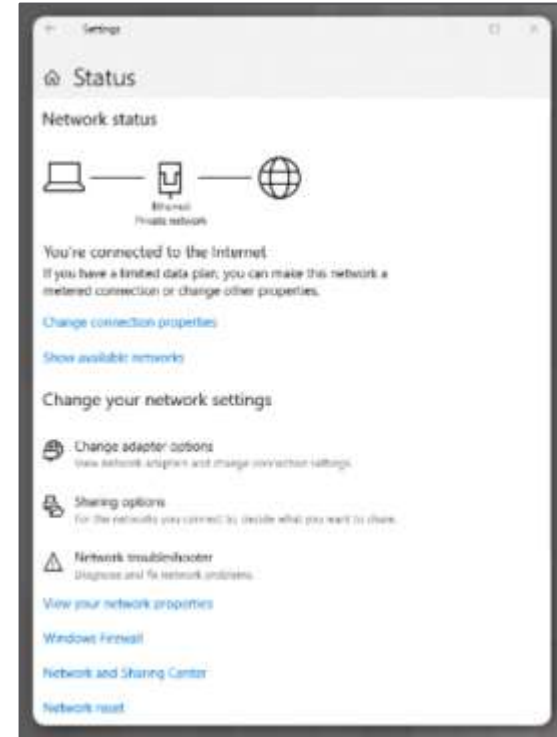 Settings
Status
Network status
Ethernet
Private network
You're connected to the Internet
If you have a limited data plan, you can make this network a
metered connection or change other properties.
Change connection properties
Show available networks
Change your network settings
Change adapter options
View network adapters and change connection settings.
Sharing options
For the networks you connect to, decide what you want to share.
Network troubleshooter
Diagnose and fix network problems.
View your network properties
Windows Firewall
Network and Sharing Center
Network reset